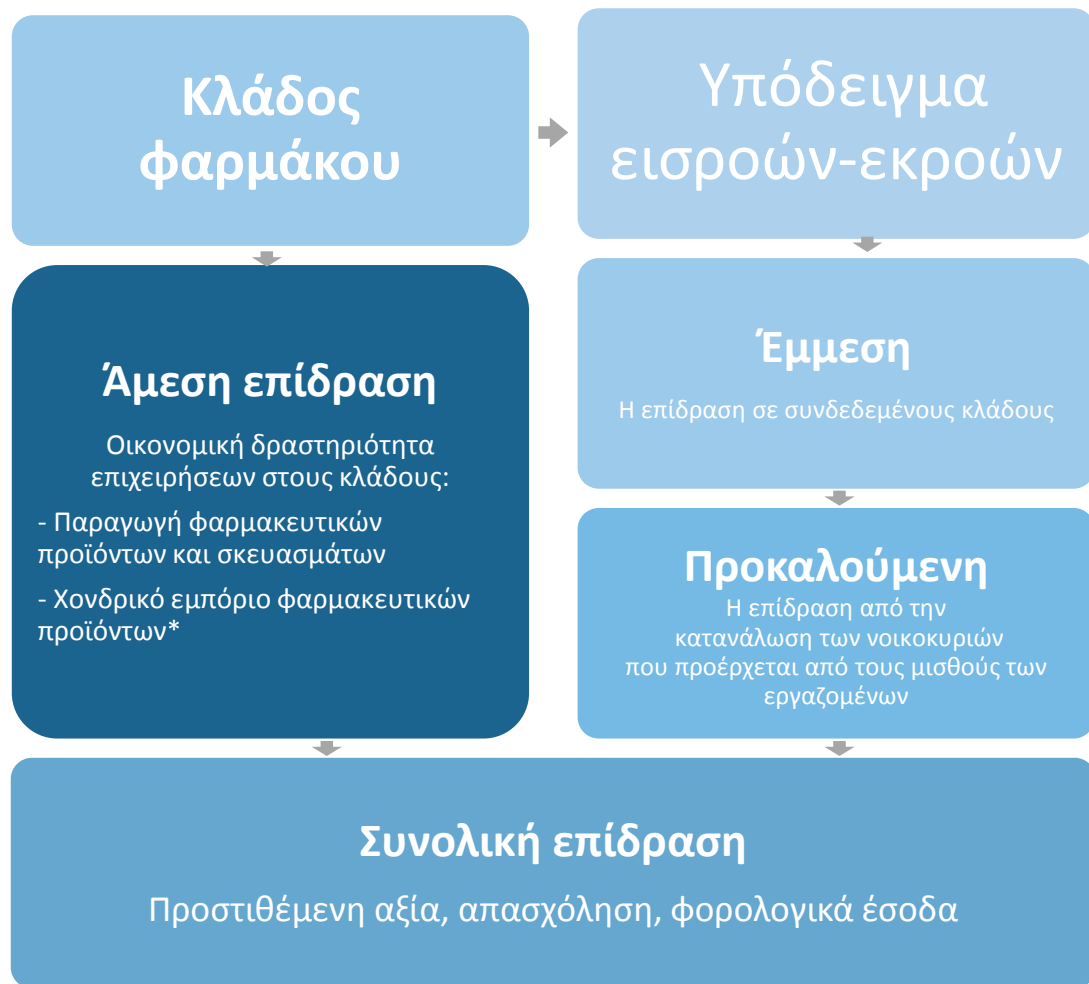 Κλάδος
φαρμάκου
Υπόδειγμα
εισροών-εκροών
Άμεση επίδραση
Οικονομική δραστηριότητα
επιχειρήσεων στους κλάδους:
- Παραγωγή φαρμακευτικών
προϊόντων και σκευασμάτων
- Χονδρικό εμπόριο φαρμακευτικών
προϊόντων*
Έμμεση
Η επίδραση σε συνδεδεμένους κλάδους
Προκαλούμενη
Η επίδραση από την
κατανάλωση των νοικοκυριών
που προέρχεται από τους μισθούς των
εργαζομένων
Συνολική επίδραση
Προστιθέμενη αξία, απασχόληση, φορολογικά έσοδα